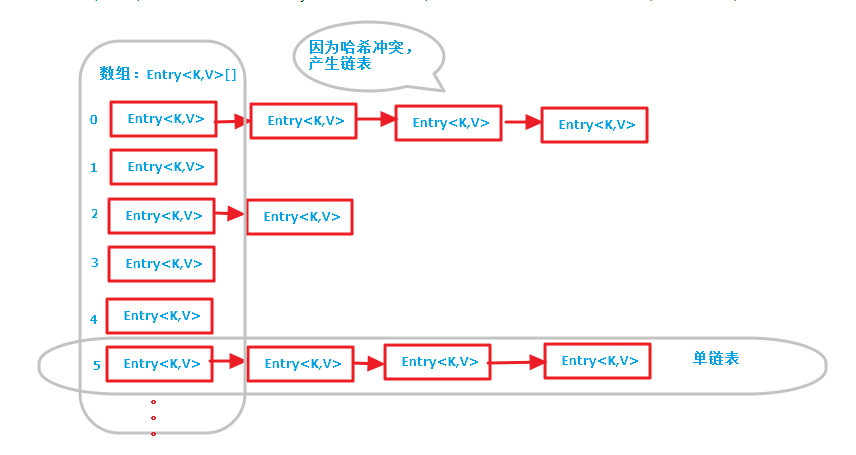 因为哈希冲突，
产生链表
数组：Entry<K,V>[]
0 Entry<K,V> Entry<K,V> Entry<K,V> Entry<K,V>
1 Entry<K,V>
2 Entry<K,V> Entry<K,V>
3 Entry<K,V>
4 Entry<K,V>
5 Entry<K,V> Entry<K,V> Entry<K,V> Entry<K,V> 单链表